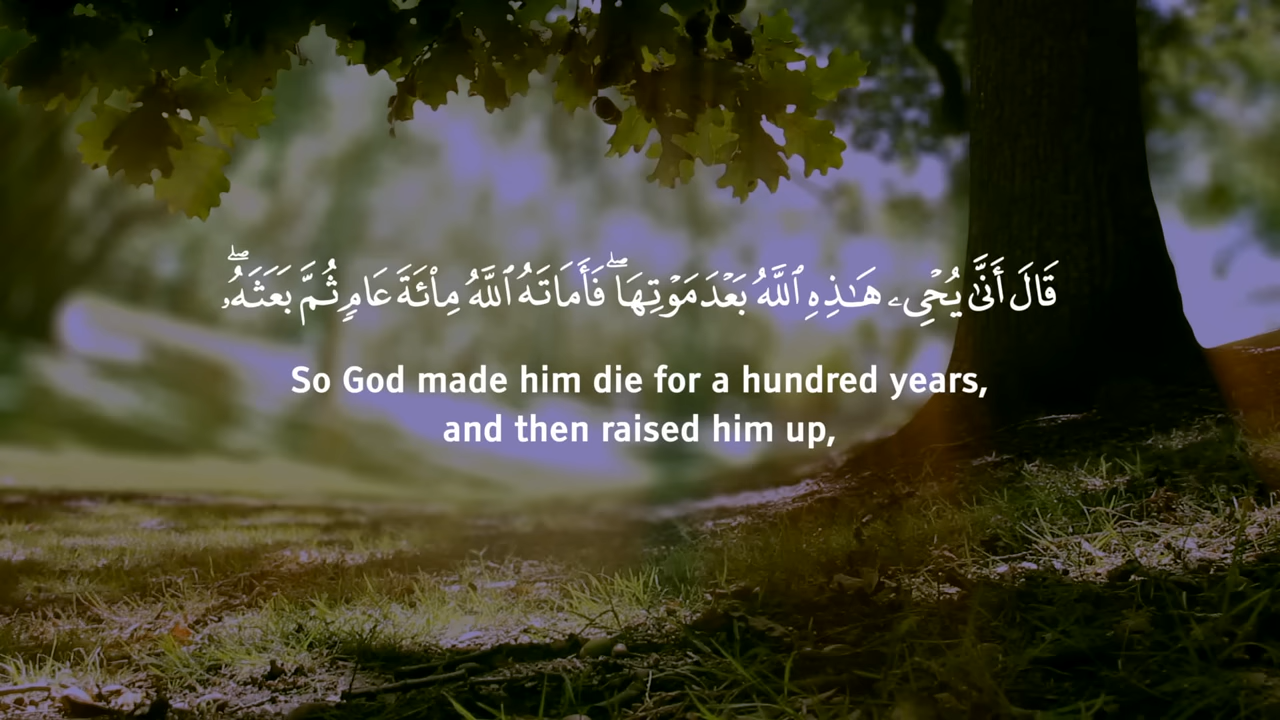 قَالَ أَنَّىٰ يُحْىِۦ هَـٰذِهِ ٱللَّهُ بَعْدَ مَوْتِهَا ۖ فَأَمَاتَهُ ٱللَّهُ مِا۟ئَةَ عَامٍ ثُمَّ بَعَثَهُۥ ۖ
So God made him die for a hundred years,
and then raised him up,